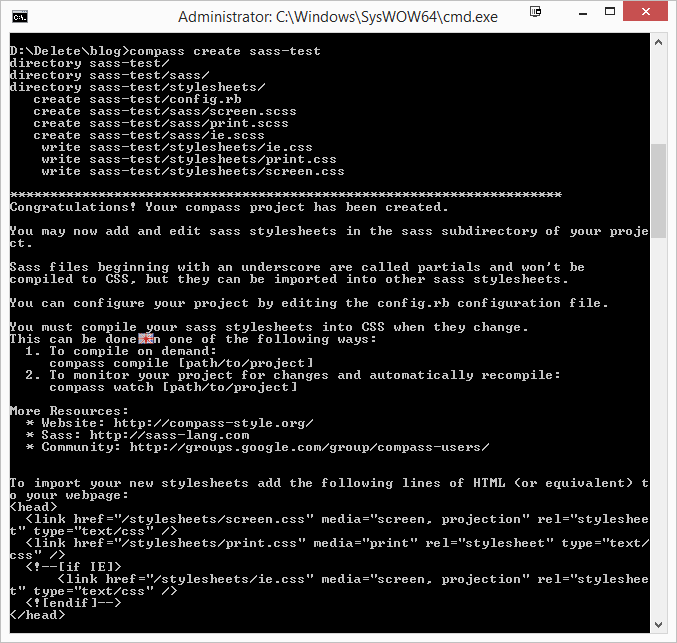 Administrator: C:\Windows\SysWOW64\cmd.exe
D:\Delete\blog>compass create sass-test
directory sass-test/
directory sass-test/sass/
directory sass-test/stylesheets/
   create sass-test/config.rb
   create sass-test/sass/screen.scss
   create sass-test/sass/print.scss
   create sass-test/sass/ie.scss
    write sass-test/stylesheets/ie.css
    write sass-test/stylesheets/print.css
    write sass-test/stylesheets/screen.css
*********************************************************************
Congratulations! Your compass project has been created.
You may now add and edit sass stylesheets in the sass subdirectory of your proje
ct.
Sass files beginning with an underscore are called partials and won't be
compiled to CSS, but they can be imported into other sass stylesheets.
You can configure your project by editing the config.rb configuration file.
You must compile your sass stylesheets into CSS when they change.
This can be done n one of the following ways:
  1. To compile on demand:
     compass compile [path/to/project]
  2. To monitor your project for changes and automatically recompile:
     compass watch [path/to/project]
More Resources:
  * Website: http://compass-style.org/
  * Sass: http://sass-lang.com
  * Community: http://groups.google.com/group/compass-users/
To import your new stylesheets add the following lines of HTML (or equivalent) t
o your webpage:
<head>
  <link href="/stylesheets/screen.css" media="screen, projection" rel="styleshee
t" type="text/css" />
  <link href="/stylesheets/print.css" media="print" rel="stylesheet" type="text/
css" />
  <!--[if IE]>
      <link href="/stylesheets/ie.css" media="screen, projection" rel="styleshee
t" type="text/css" />
  <![endif]-->
</head>